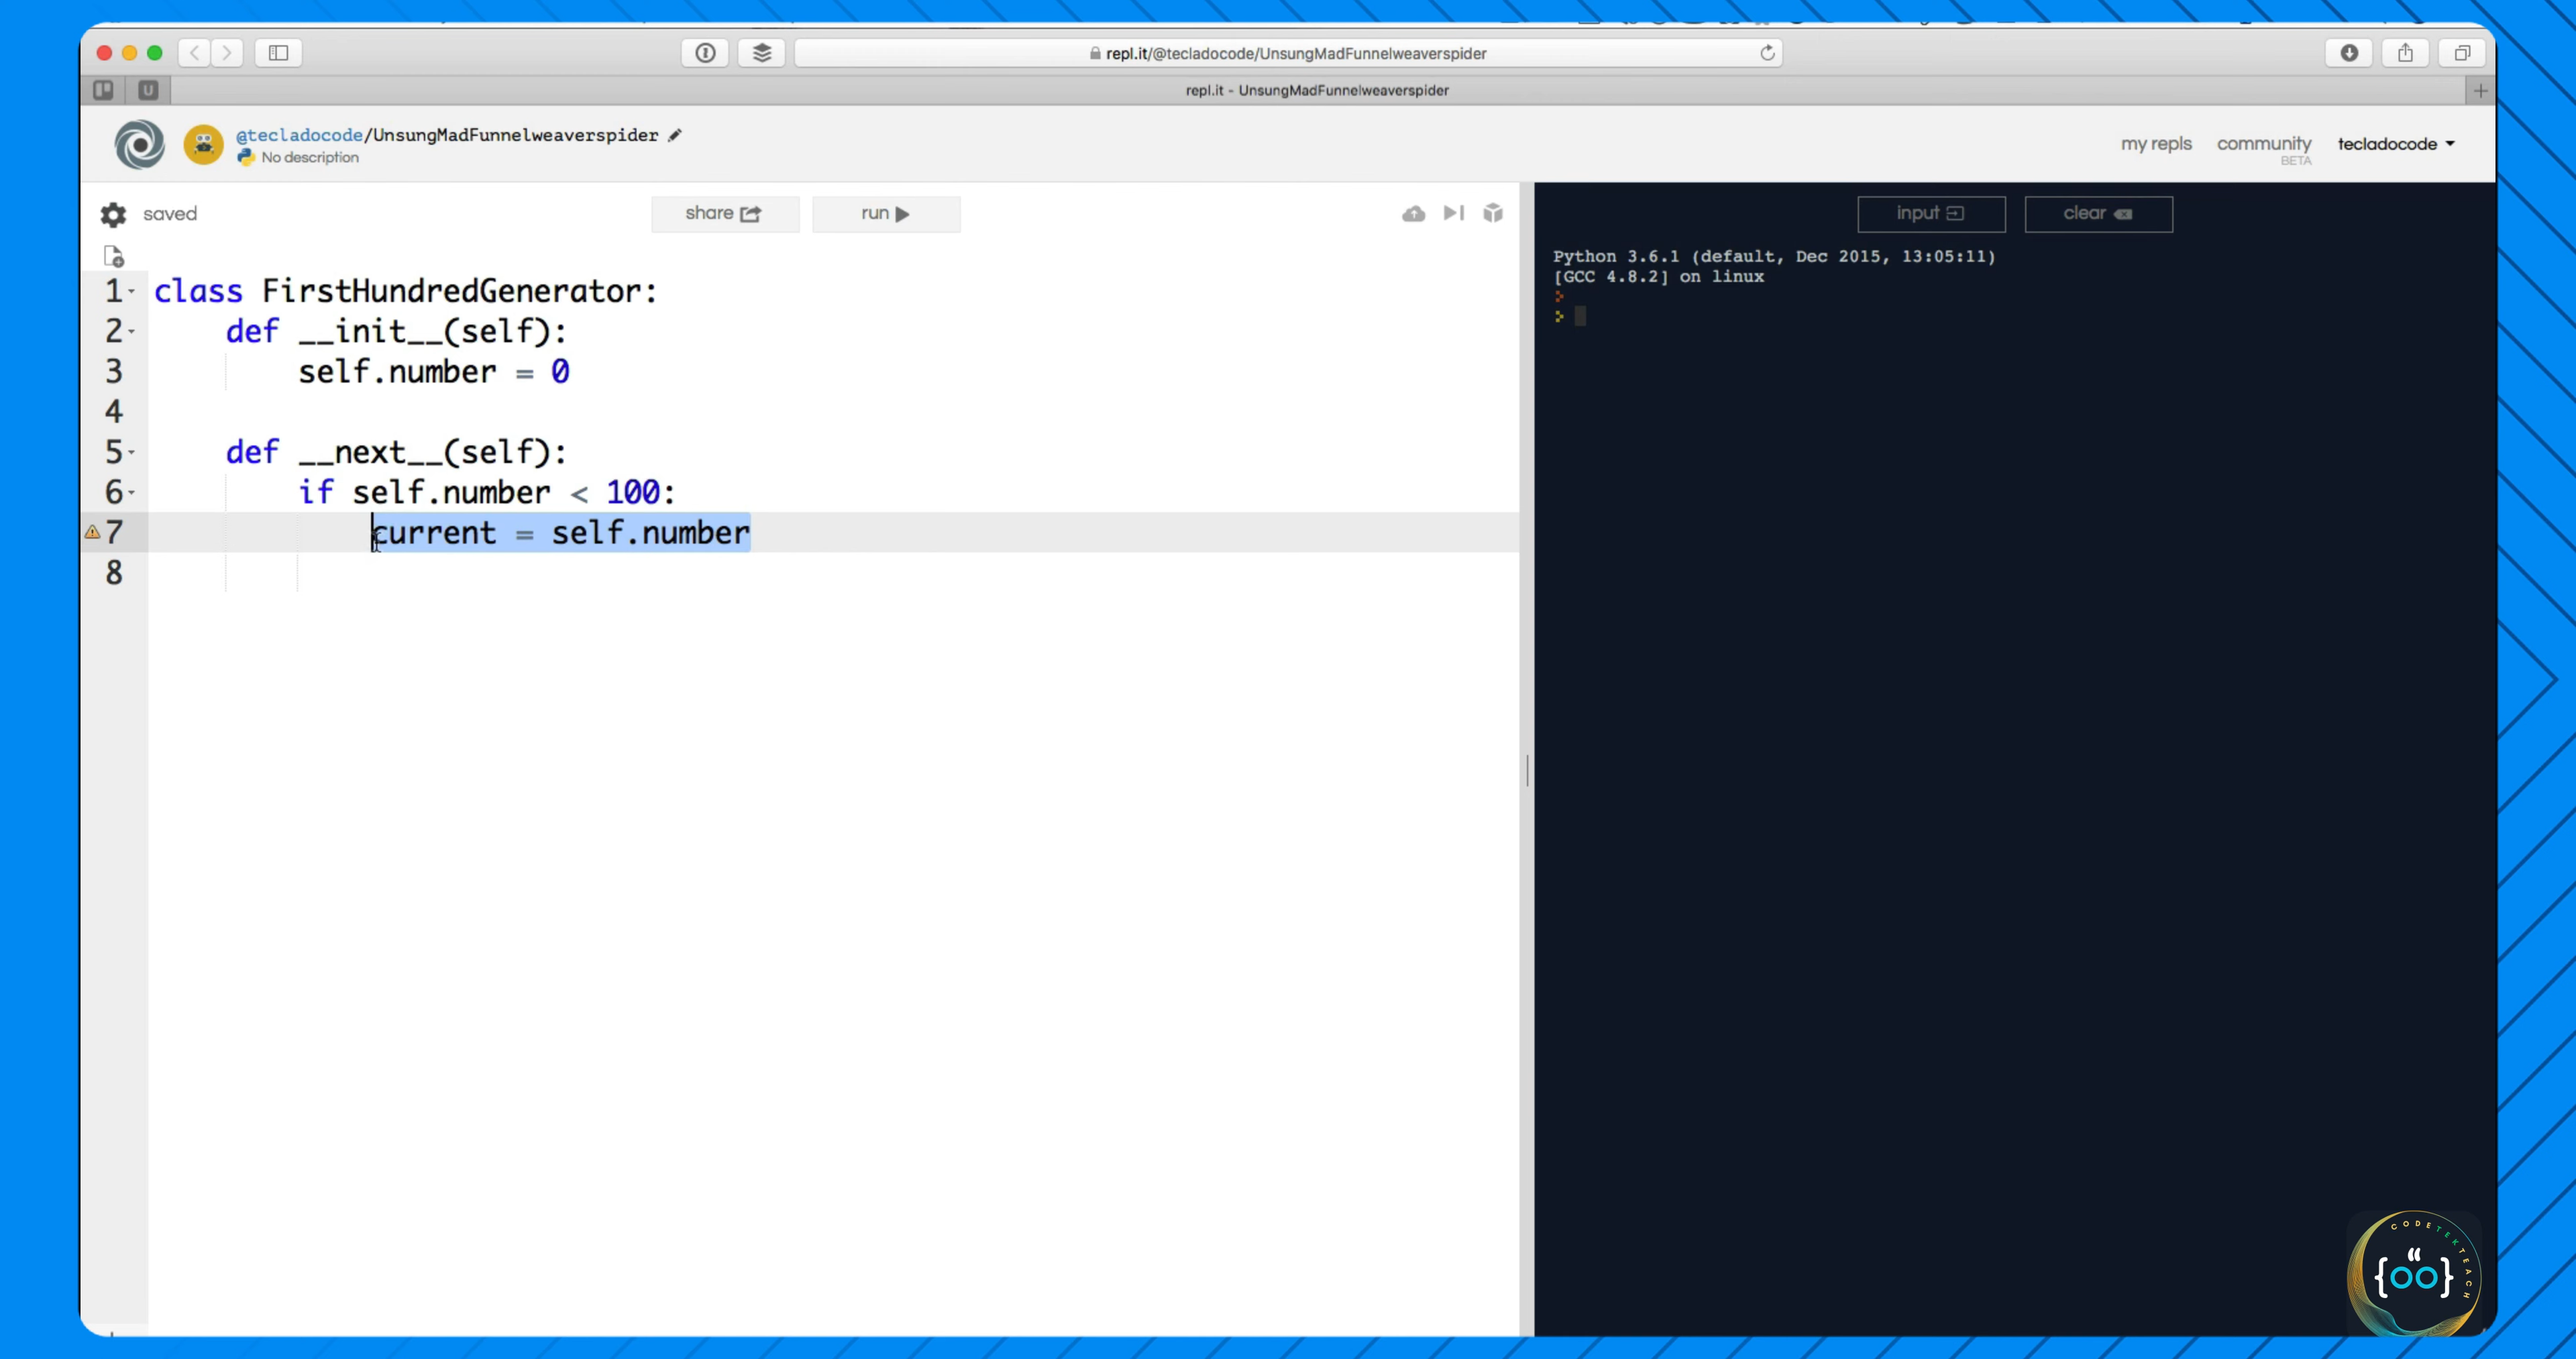 repl.it/@tecladocode/UnsungMadFunnelweaverspider
U
repl.it - UnsungMadFunnelweaverspider
@tecladocode/UnsungMadFunnelweaverspider
No description
my repls community BETA tecladocode
saved share run
input clear
1 class FirstHundredGenerator:
2 def __init__(self):
3 self.number = 0
4
5 def __next__(self):
6 if self.number < 100:
7 current = self.number
8
Python 3.6.1 (default, Dec 2015, 13:05:11)
[GCC 4.8.2] on linux
CODETEKTEACH